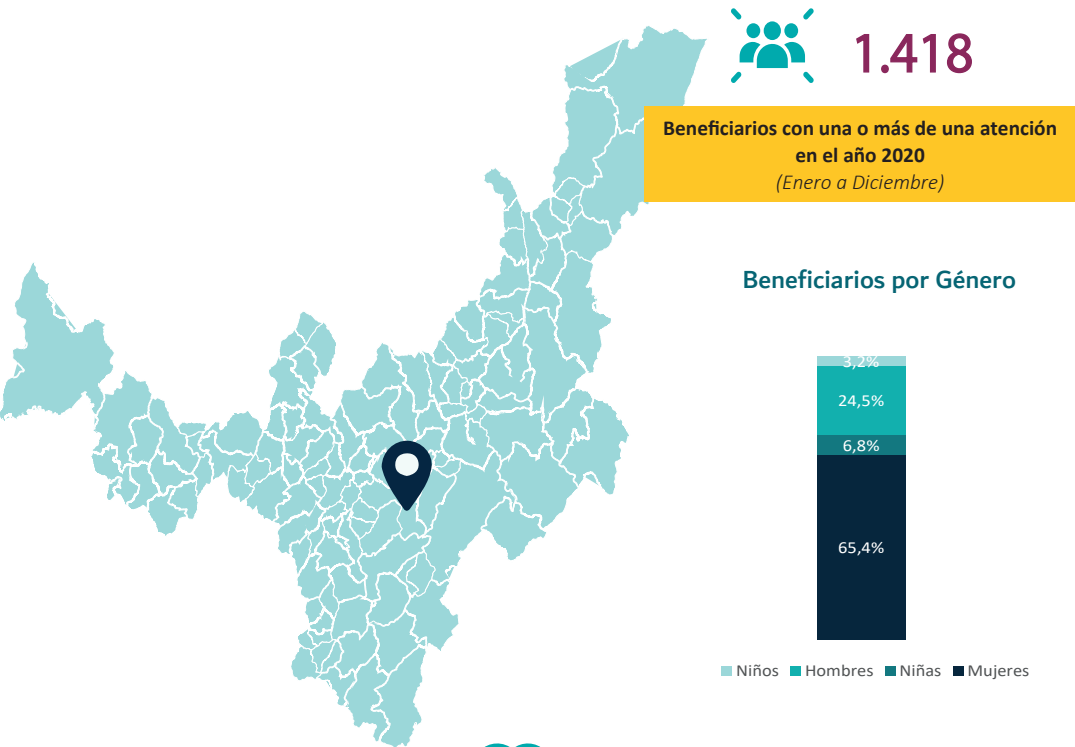 1.418
Beneficiarios con una o más de una atención
en el año 2020
(Enero a Diciembre)
Beneficiarios por Género
3,2%
24,5%
6,8%
65,4%
Niños Hombres Niñas Mujeres